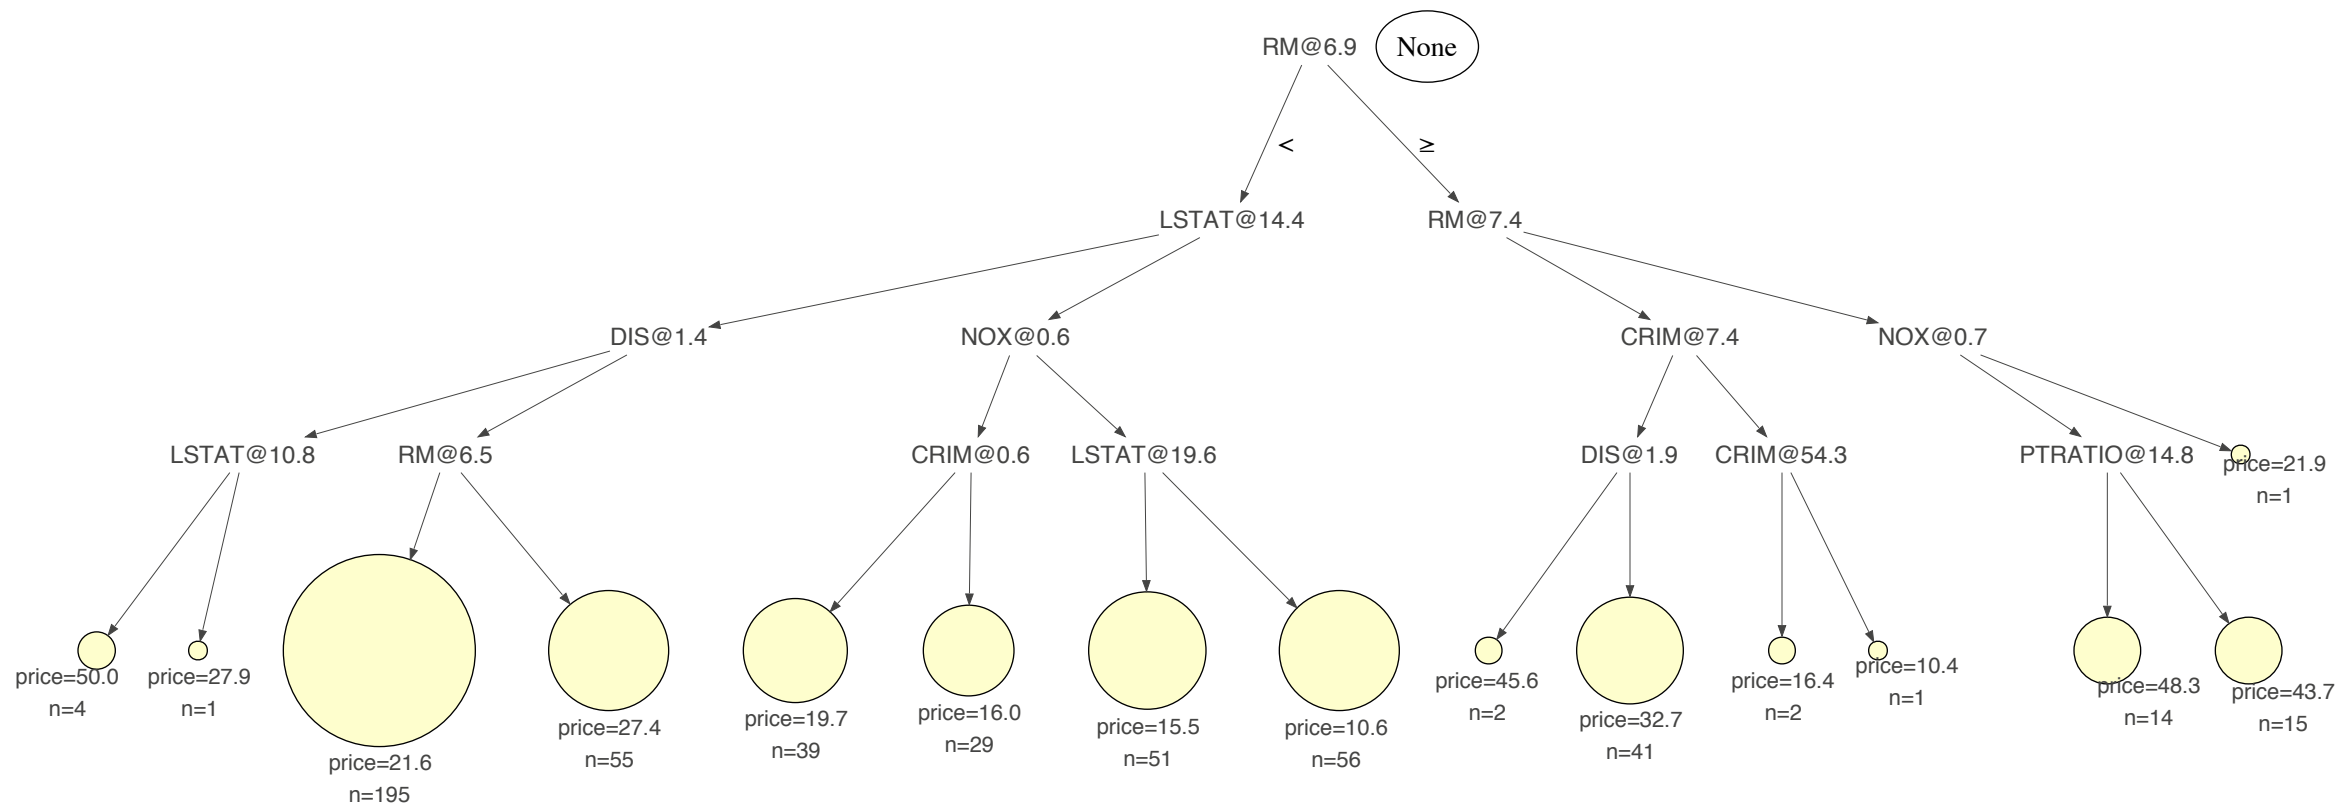 RM@6.9
None
<
≥
LSTAT@14.4
RM@7.4
DIS@1.4
NOX@0.6
CRIM@7.4
NOX@0.7
LSTAT@10.8
RM@6.5
CRIM@0.6
LSTAT@19.6
DIS@1.9
CRIM@54.3
PTRATIO@14.8
price=21.9
n=1
price=50.0
n=4
price=27.9
n=1
price=21.6
n=195
price=27.4
n=55
price=19.7
n=39
price=16.0
n=29
price=15.5
n=51
price=10.6
n=56
price=45.6
n=2
price=32.7
n=41
price=16.4
n=2
price=10.4
n=1
price=48.3
n=14
price=43.7
n=15